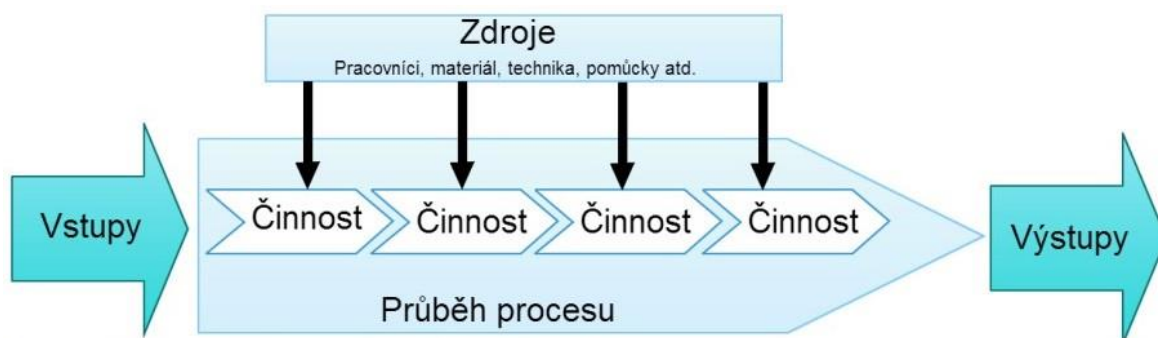 Zdroje
Pracovníci, materiál, technika, pomůcky atd.
Vstupy
Činnost
Činnost
Činnost
Činnost
Výstupy
Průběh procesu